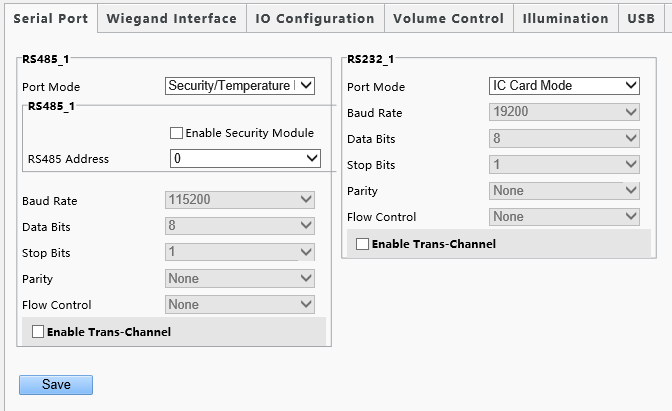 Serial Port Wiegand Interface IO Configuration Volume Control Illumination USB
RS485_1
Port Mode Security/Temperature
RS485_1
Enable Security Module
RS485 Address 0
Baud Rate 115200
Data Bits 8
Stop Bits 1
Parity None
Flow Control None
Enable Trans-Channel
RS232_1
Port Mode IC Card Mode
Baud Rate 19200
Data Bits 8
Stop Bits 1
Parity None
Flow Control None
Enable Trans-Channel
Save